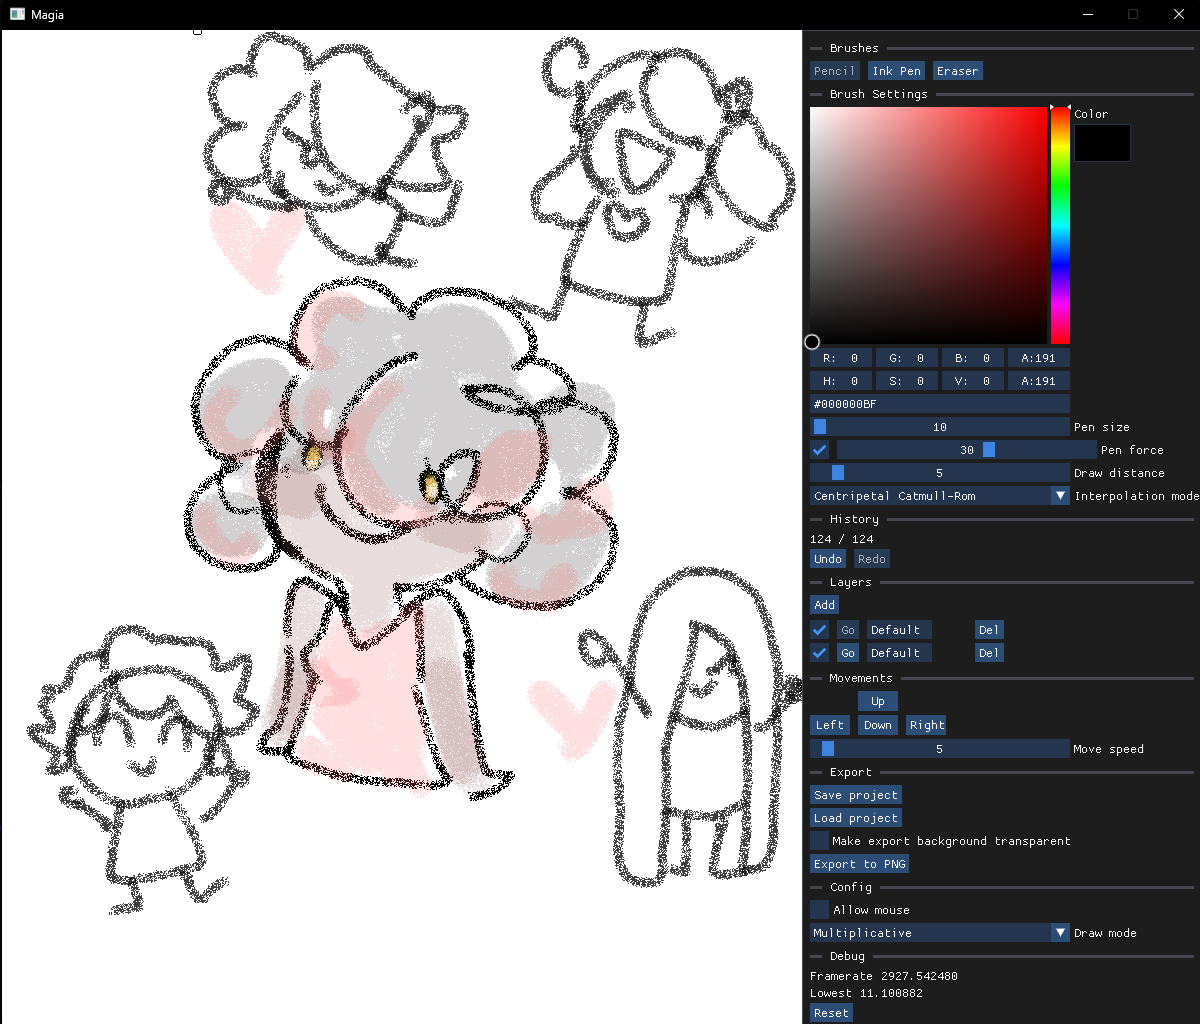 Magia
Brushes
Pencil Ink Pen Eraser
Brush Settings
Color
R: 0 G: 0 B: 0 A:191
H: 0 S: 0 V: 0 A:191
#000000BF
10 Pen size
30 Pen force
5 Draw distance
Centripetal Catmull-Rom Interpolation mode
History
124 / 124
Undo Redo
Layers
Add
Go Default Del
Go Default Del
Movements
Up
Left Down Right
5 Move speed
Export
Save project
Load project
Make export background transparent
Export to PNG
Config
Allow mouse
Multiplicative Draw mode
Debug
Framerate 2927.542480
Lowest 11.100882
Reset